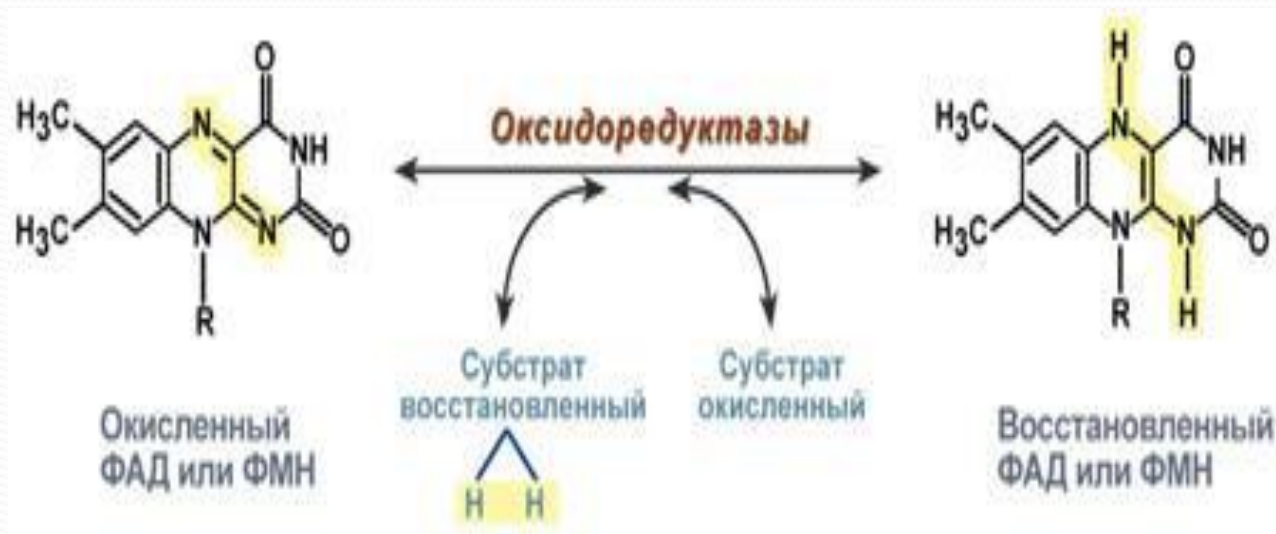 O
H₃C
N
NH
H₃C
N
N
O
R
Оксидоредуктазы
Субстрат
восстановленный
H H
Субстрат
окисленный
H
O
H₃C
N
NH
H₃C
N
N
O
R
H
Окисленный
ФАД или ФМН
Восстановленный
ФАД или ФМН